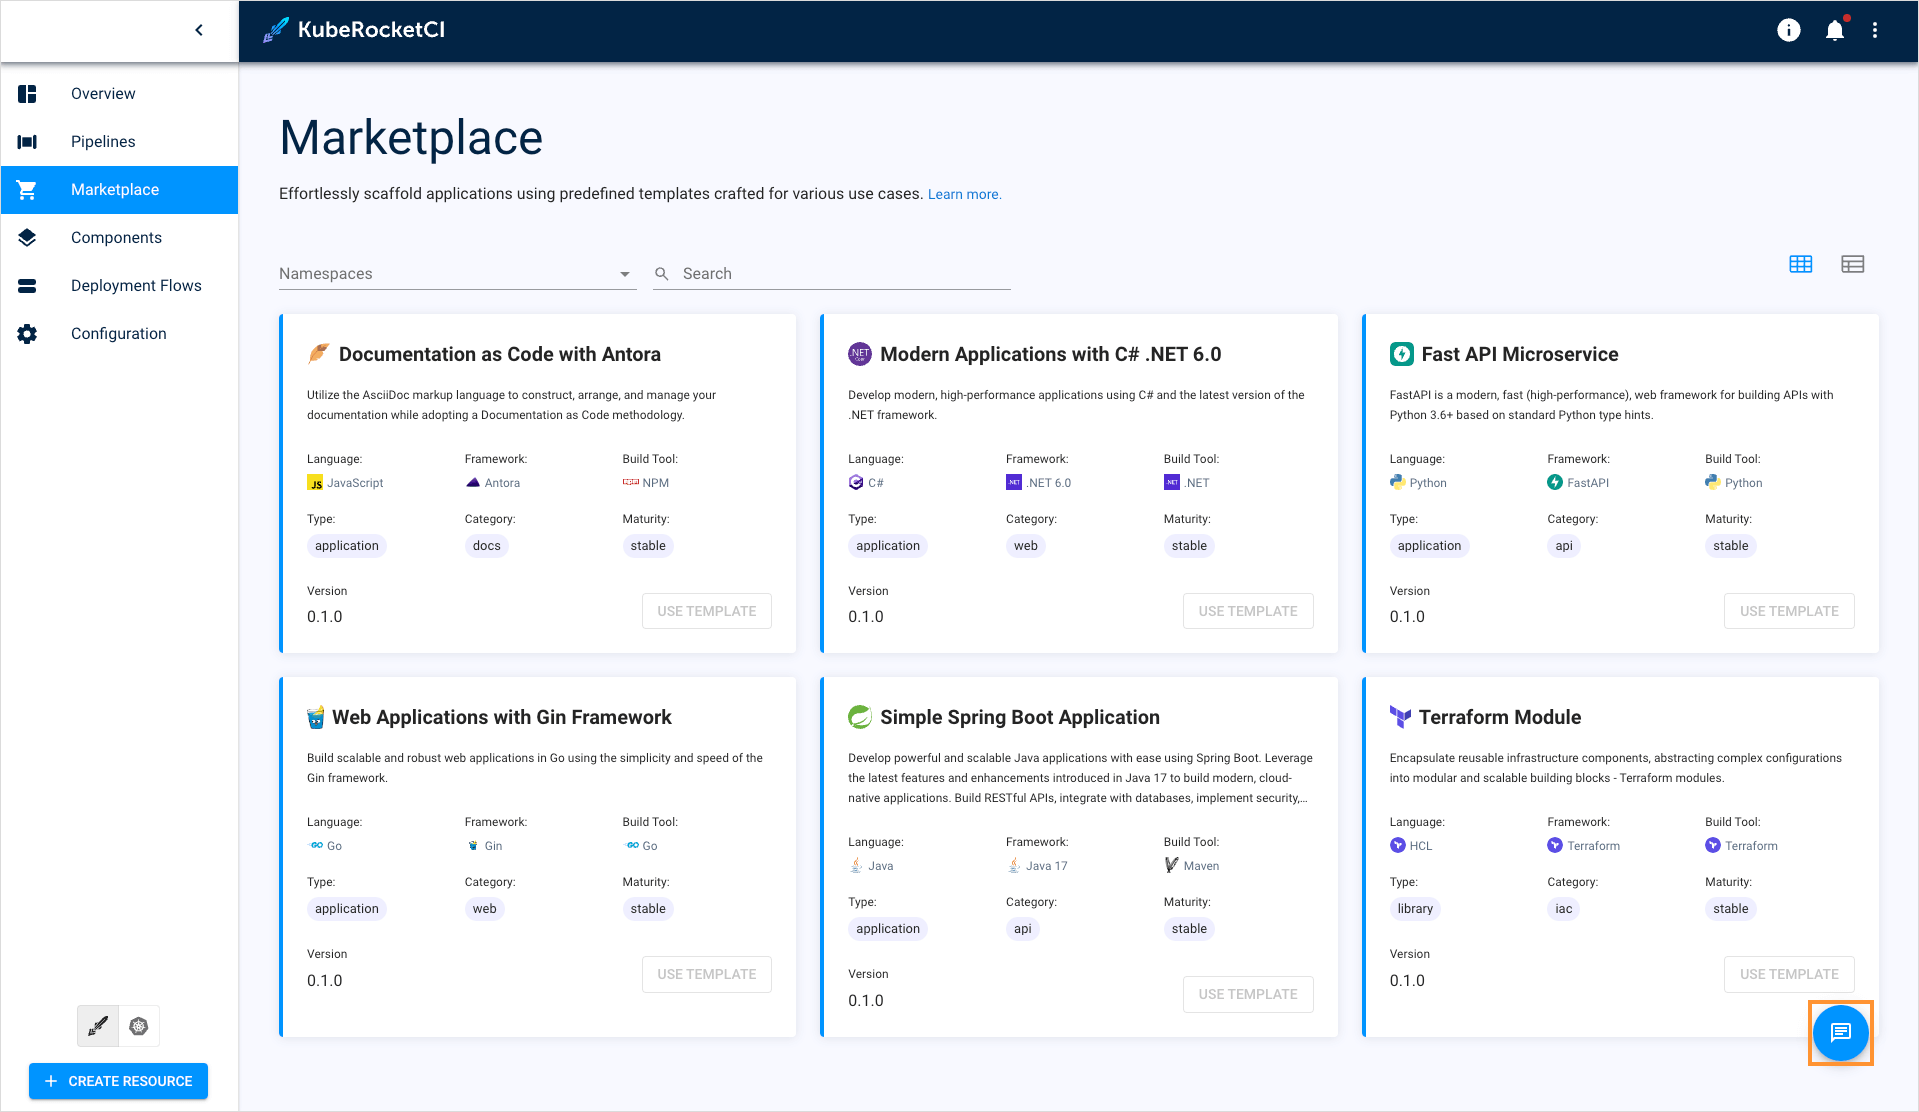 KubeRocketCI
Overview
Pipelines
Marketplace
Components
Deployment Flows
Configuration
CREATE RESOURCE
Marketplace
Effortlessly scaffold applications using predefined templates crafted for various use cases. Learn more.
Namespaces
Search
Documentation as Code with Antora
Utilize the AsciiDoc markup language to construct, arrange, and manage your
documentation while adopting a Documentation as Code methodology.
Language: Framework: Build Tool:
JS JavaScript Antora NPM
Type: Category: Maturity:
application docs stable
Version
0.1.0
USE TEMPLATE
.NET Core Modern Applications with C# .NET 6.0
Develop modern, high-performance applications using C# and the latest version of the
.NET framework.
Language: Framework: Build Tool:
C# .NET .NET 6.0 .NET .NET
Type: Category: Maturity:
application web stable
Version
0.1.0
USE TEMPLATE
Fast API Microservice
FastAPI is a modern, fast (high-performance), web framework for building APIs with
Python 3.6+ based on standard Python type hints.
Language: Framework: Build Tool:
Python FastAPI Python
Type: Category: Maturity:
application api stable
Version
0.1.0
USE TEMPLATE
Web Applications with Gin Framework
Build scalable and robust web applications in Go using the simplicity and speed of the
Gin framework.
Language: Framework: Build Tool:
GO Go Gin GO Go
Type: Category: Maturity:
application web stable
Version
0.1.0
USE TEMPLATE
Simple Spring Boot Application
Develop powerful and scalable Java applications with ease using Spring Boot. Leverage
the latest features and enhancements introduced in Java 17 to build modern, cloud-
native applications. Build RESTful APIs, integrate with databases, implement security,...
Language: Framework: Build Tool:
Java Java 17 Maven
Type: Category: Maturity:
application api stable
Version
0.1.0
USE TEMPLATE
Terraform Module
Encapsulate reusable infrastructure components, abstracting complex configurations
into modular and scalable building blocks - Terraform modules.
Language: Framework: Build Tool:
HCL Terraform Terraform
Type: Category: Maturity:
library iac stable
Version
0.1.0
USE TEMPLATE